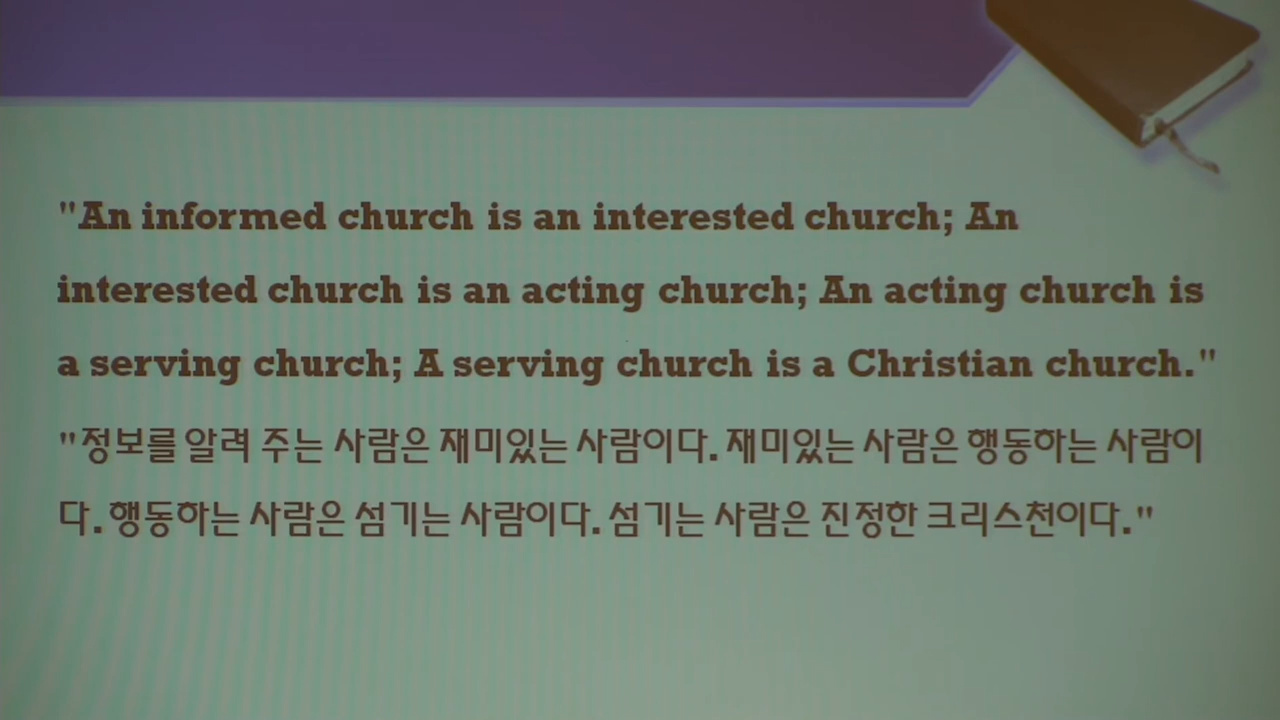 "An informed church is an interested church; An
interested church is an acting church; An acting church is
a serving church; A serving church is a Christian church."
"정보를 알려 주는 사람은 재미있는 사람이다. 재미있는 사람은 행동하는 사람이
다. 행동하는 사람은 섬기는 사람이다. 섬기는 사람은 진정한 크리스천이다."